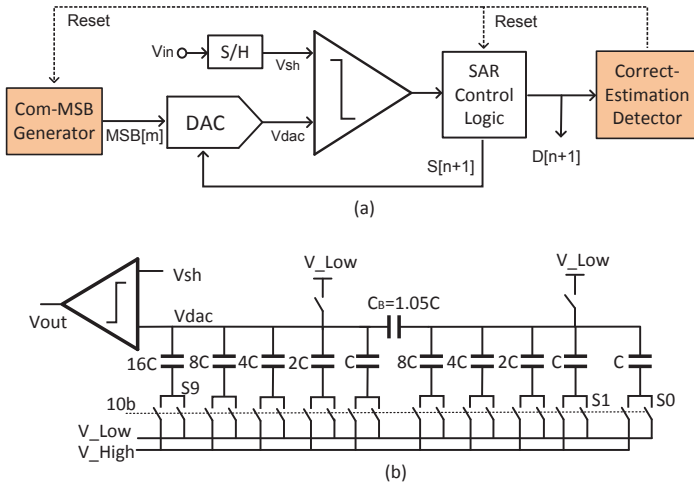 Reset
Reset
Vin
S/H
Vsh
Com-MSB
Generator
MSB[m]
DAC
Vdac
SAR
Control
Logic
S[n+1]
D[n+1]
Correct-
Estimation
Detector
(a)
V_Low
V_Low
Vsh
CB=1.05C
Vout
Vdac
16C
8C
4C
2C
C
8C
4C
2C
C
C
S9
S1
S0
10b
V_Low
V_High
(b)